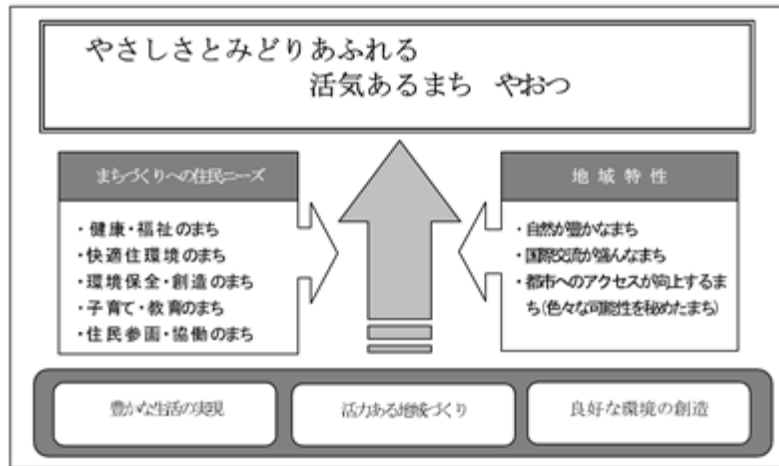 やさしさとみどりあふれる
活気あるまち　やおつ
まちづくりへの住民ニーズ
・健康・福祉のまち
・快適住環境のまち
・環境保全・創造のまち
・子育て・教育のまち
・住民参画・協働のまち
地域特性
・自然が豊かなまち
・国際交流が盛んなまち
・都市へのアクセスが向上するま
ち(色々な可能性を秘めたまち)
豊かな生活の実現
活力ある地域づくり
良好な環境の創造